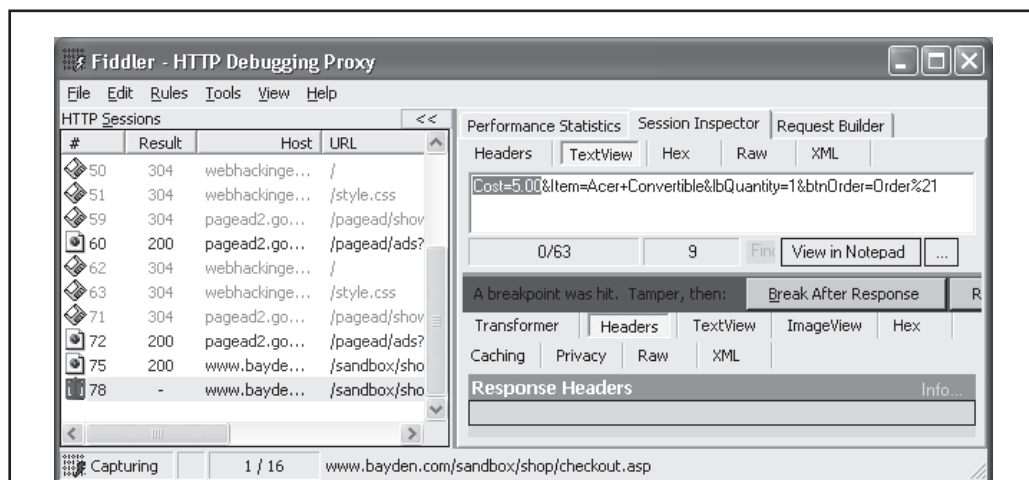 Fiddler - HTTP Debugging Proxy
File Edit Rules Tools View Help
HTTP Sessions <<
# Result Host URL
50 304 webhackinge... /
51 304 webhackinge... /style.css
59 304 pagead2.go... /pagead/show
60 200 pagead2.go... /pagead/ads?
62 304 webhackinge... /
63 304 webhackinge... /style.css
71 304 pagead2.go... /pagead/show
72 200 pagead2.go... /pagead/ads?
75 200 www.bayde... /sandbox/sho
78 - www.bayde... /sandbox/sho
Performance Statistics Session Inspector Request Builder
Headers TextView Hex Raw XML
Cost=5.00&Item=Acer+Convertible&lbQuantity=1&btnOrder=Order%21
0/63 9 Find View in Notepad ...
A breakpoint was hit. Tamper, then: Break After Response R
Transformer Headers TextView ImageView Hex
Caching Privacy Raw XML
Response Headers Info...
Capturing 1 / 16 www.bayden.com/sandbox/shop/checkout.asp